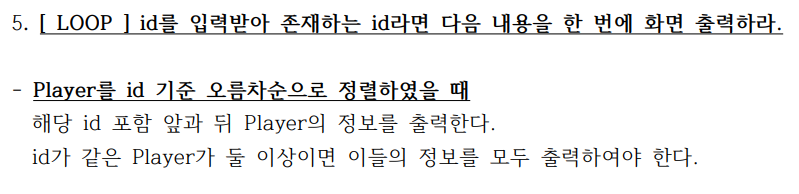 5. [ LOOP ] id를 입력받아 존재하는 id라면 다음 내용을 한 번에 화면 출력하라.
- Player를 id 기준 오름차순으로 정렬하였을 때
해당 id 포함 앞과 뒤 Player의 정보를 출력한다.
id가 같은 Player가 둘 이상이면 이들의 정보를 모두 출력하여야 한다.